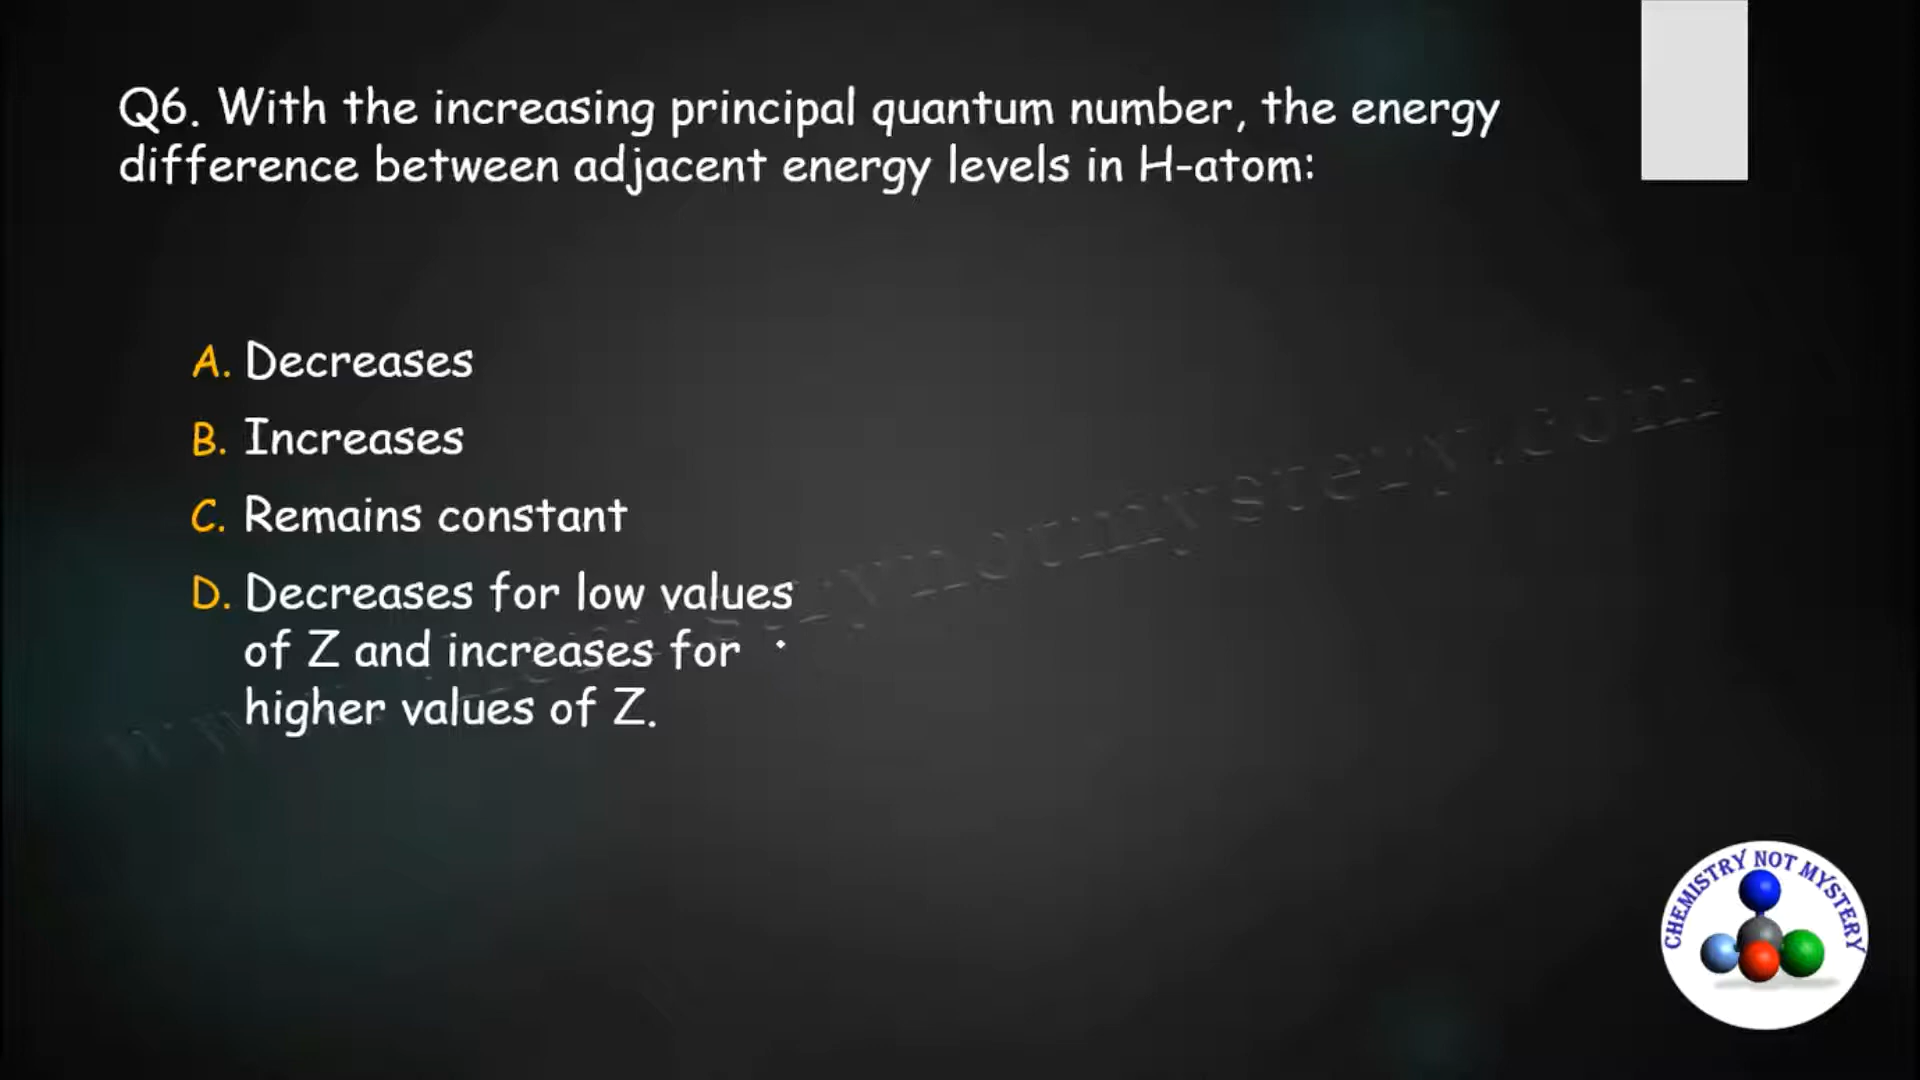 Q6. With the increasing principal quantum number, the energy
difference between adjacent energy levels in H-atom:
A. Decreases
B. Increases
C. Remains constant
D. Decreases for low values
of Z and increases for
higher values of Z.
CHEMISTRY NOT MYSTERY